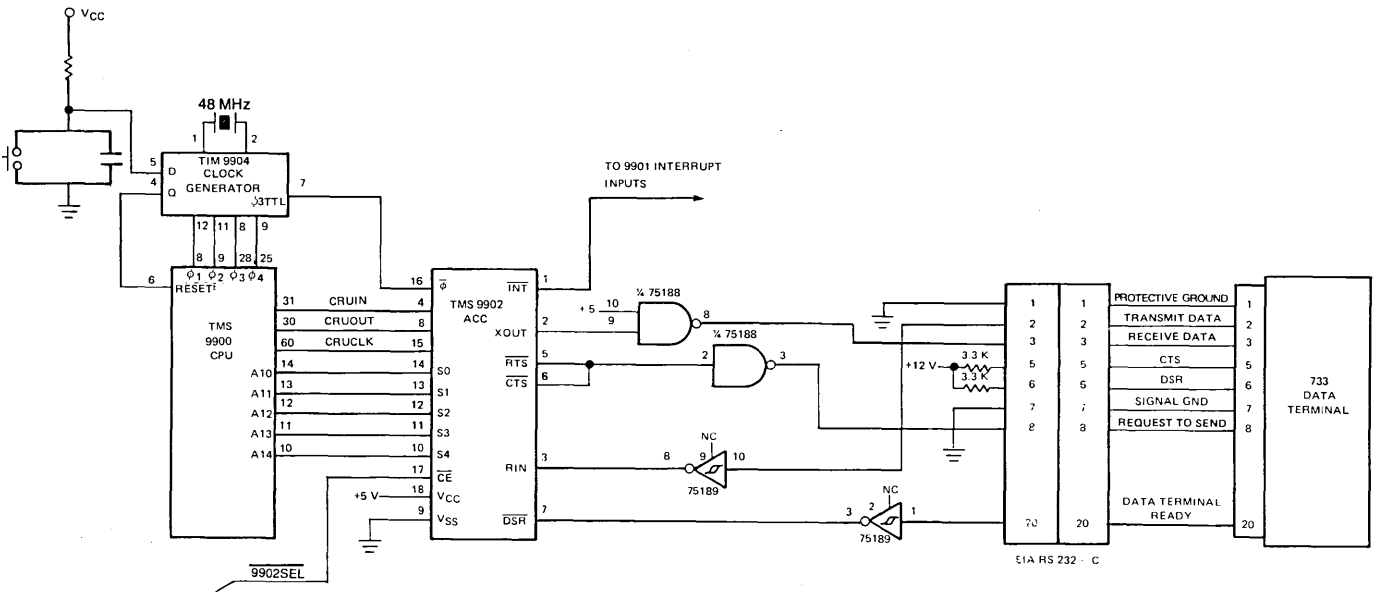 VCC
48 MHz
1 2
TIM 9904
CLOCK
GENERATOR
5 D
4 Q
7
φ3TTL
12 11 8 9
8 9 28 25
φ1 φ2 φ3 φ4
6 RESET
TMS
9900
CPU
31 CRUIN 4
30 CRUOUT 8
60 CRUCLK 15
A10 14 14 S0
A11 13 13 S1
A12 12 12 S2
A13 11 11 S3
A14 10 10 S4
17 CE
+5 V 18 VCC
9 VSS
9902SEL
16 φ
TMS 9902
ACC
INT 1
XOUT 2
RTS 5
CTS 6
RIN 3
DSR 7
TO 9901 INTERRUPT
INPUTS
¼ 75188
+ 5 10
9
8
¼ 75188
2 3
NC
8 9 10
75189
NC
3 2 1
75189
+12 V
3.3 K
3.3 K
1 1 PROTECTIVE GROUND 1
2 2 TRANSMIT DATA 2
3 3 RECEIVE DATA 3
5 5 CTS 5
6 6 DSR 6
7 7 SIGNAL GND 7
8 8 REQUEST TO SEND 8
DATA TERMINAL
READY
20 20 20
733
DATA
TERMINAL
EIA RS 232 - C